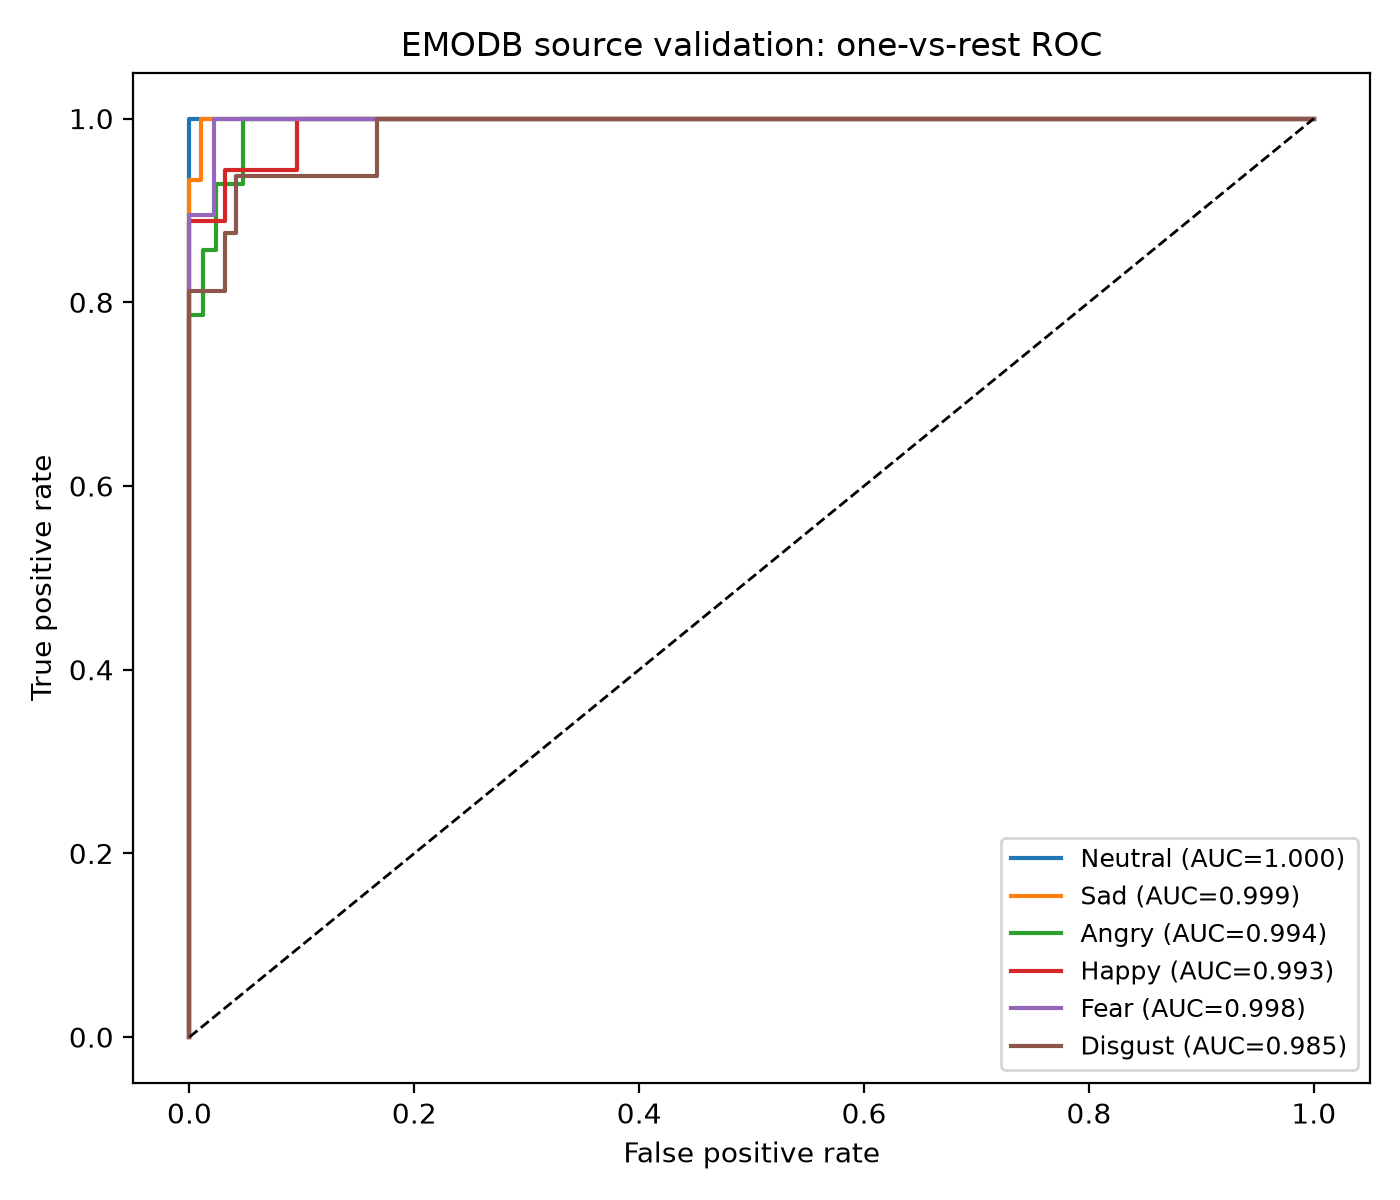 EMODB source validation: one-vs-rest ROC
True positive rate
1.0
0.8
0.6
0.4
0.2
0.0
Neutral (AUC=1.000)
Sad (AUC=0.999)
Angry (AUC=0.994)
Happy (AUC=0.993)
Fear (AUC=0.998)
Disgust (AUC=0.985)
0.0 0.2 0.4 0.6 0.8 1.0
False positive rate